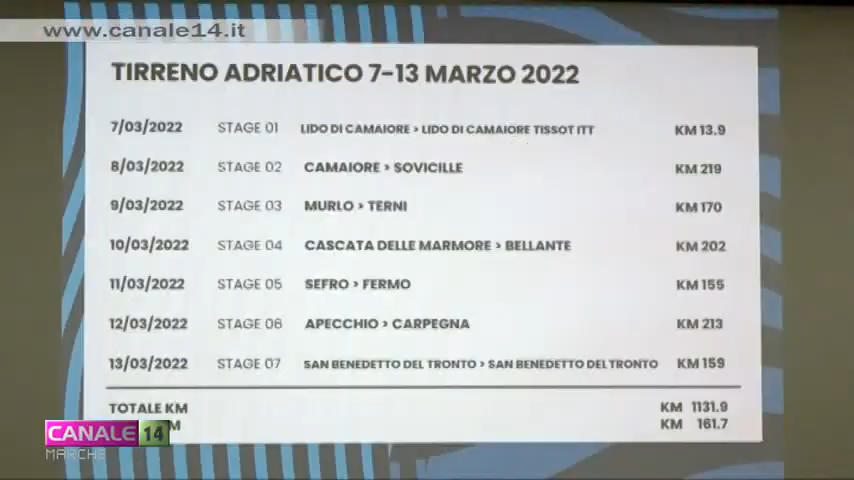 www.canale14.it
TIRRENO ADRIATICO 7-13 MARZO 2022
7/03/2022 STAGE 01 LIDO DI CAMAIORE > LIDO DI CAMAIORE TISSOT ITT KM 13.9
8/03/2022 STAGE 02 CAMAIORE > SOVICILLE KM 219
9/03/2022 STAGE 03 MURLO > TERNI KM 170
10/03/2022 STAGE 04 CASCATA DELLE MARMORE > BELLANTE KM 202
11/03/2022 STAGE 05 SEFRO > FERMO KM 155
12/03/2022 STAGE 06 APECCHIO > CARPEGNA KM 213
13/03/2022 STAGE 07 SAN BENEDETTO DEL TRONTO > SAN BENEDETTO DEL TRONTO KM 159
TOTALE KM KM 1131.9
KM 161.7
CANALE 14
MARCHE